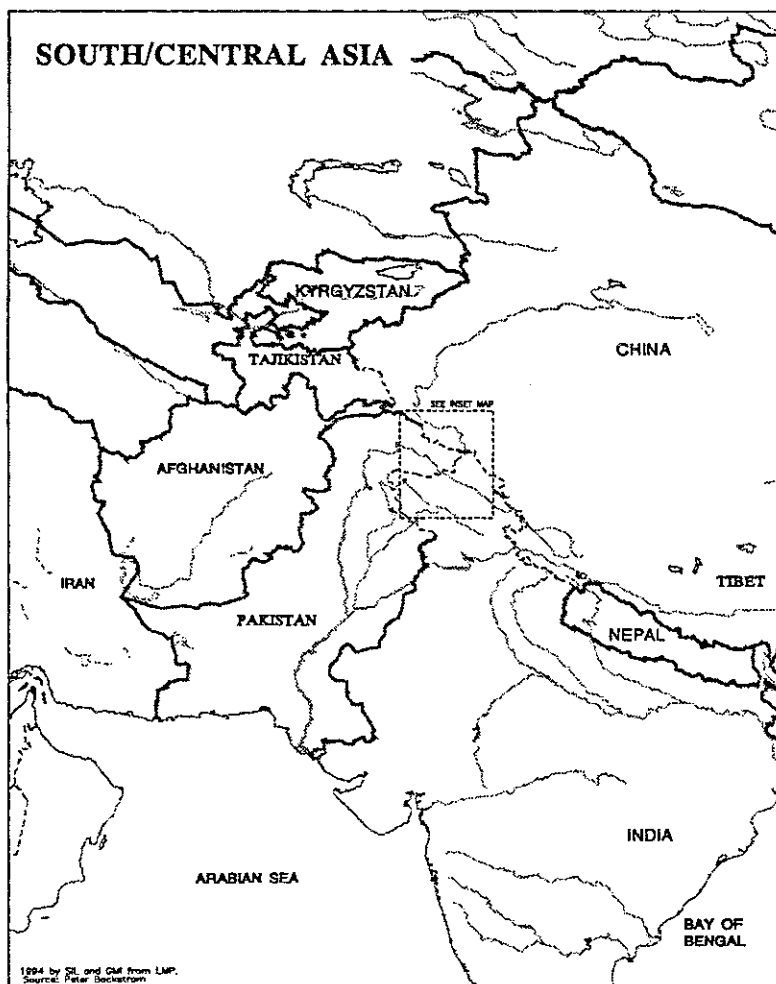 SOUTH/CENTRAL ASIA
KYRGYZSTAN
TAJIKISTAN
CHINA
SEE INSET MAP
AFGHANISTAN
IRAN
TIBET
PAKISTAN
NEPAL
INDIA
ARABIAN SEA
BAY OF
BENGAL
1994 by SIL and GMI from LMP.
Source: Peter Backstrom